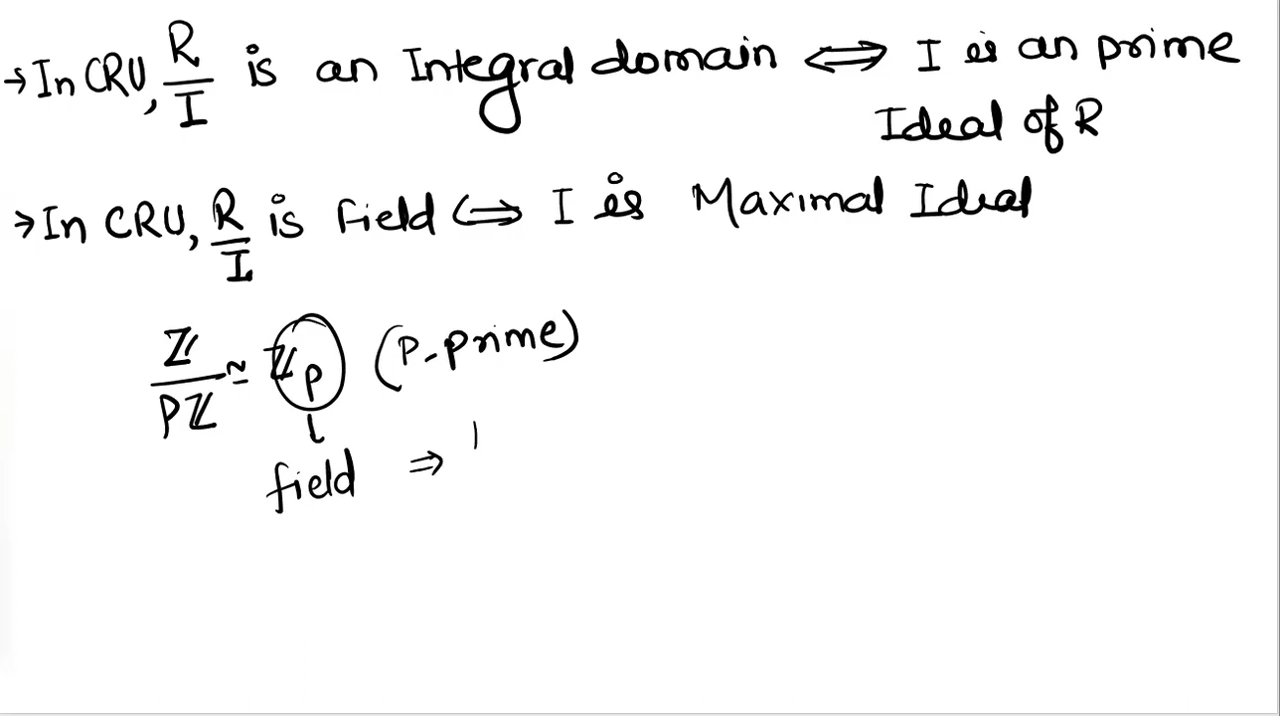 → In CRU, R/I is an Integral domain ⇔ I is an prime
Ideal of R
→ In CRU, R/I is Field ⇔ I is Maximal Ideal
ℤ/Pℤ ≃ ℤp (P-prime)
field ⇒